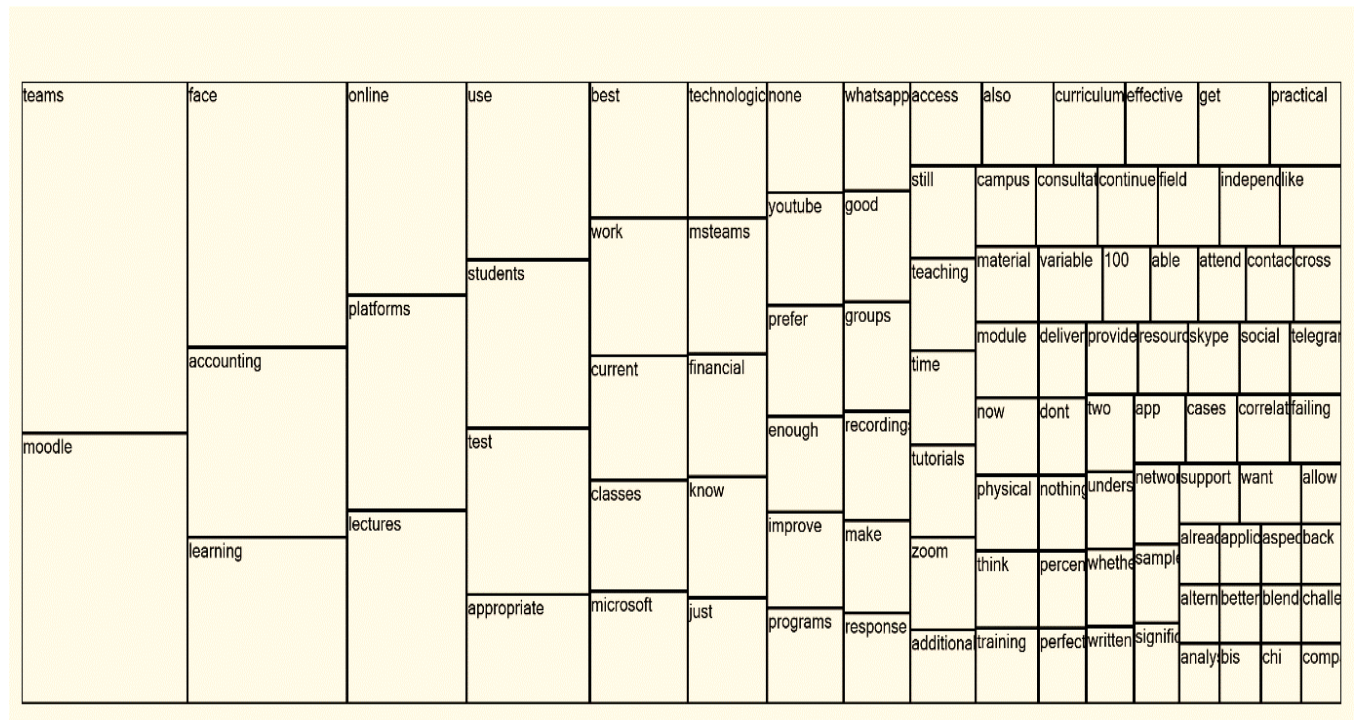 teams
moodle
face
accounting
learning
online
platforms
lectures
use
students
test
appropriate
best
work
current
classes
microsoft
technologic
msteams
financial
know
just
none
youtube
prefer
enough
improve
programs
whatsapp
good
groups
recording
make
response
access
also
curriculum
effective
get
practical
still
teaching
time
tutorials
zoom
additional
campus
consultat
continue
field
independ
like
material
variable
100
able
attend
contac
cross
module
deliver
provide
resourc
skype
social
telegra
now
dont
two
app
cases
correlat
failing
physical
nothing
unders
networ
support
want
allow
think
percen
whethe
sample
alread
applic
aspec
back
altern
better
blend
challe
training
perfect
written
signific
analy
bis
chi
comp